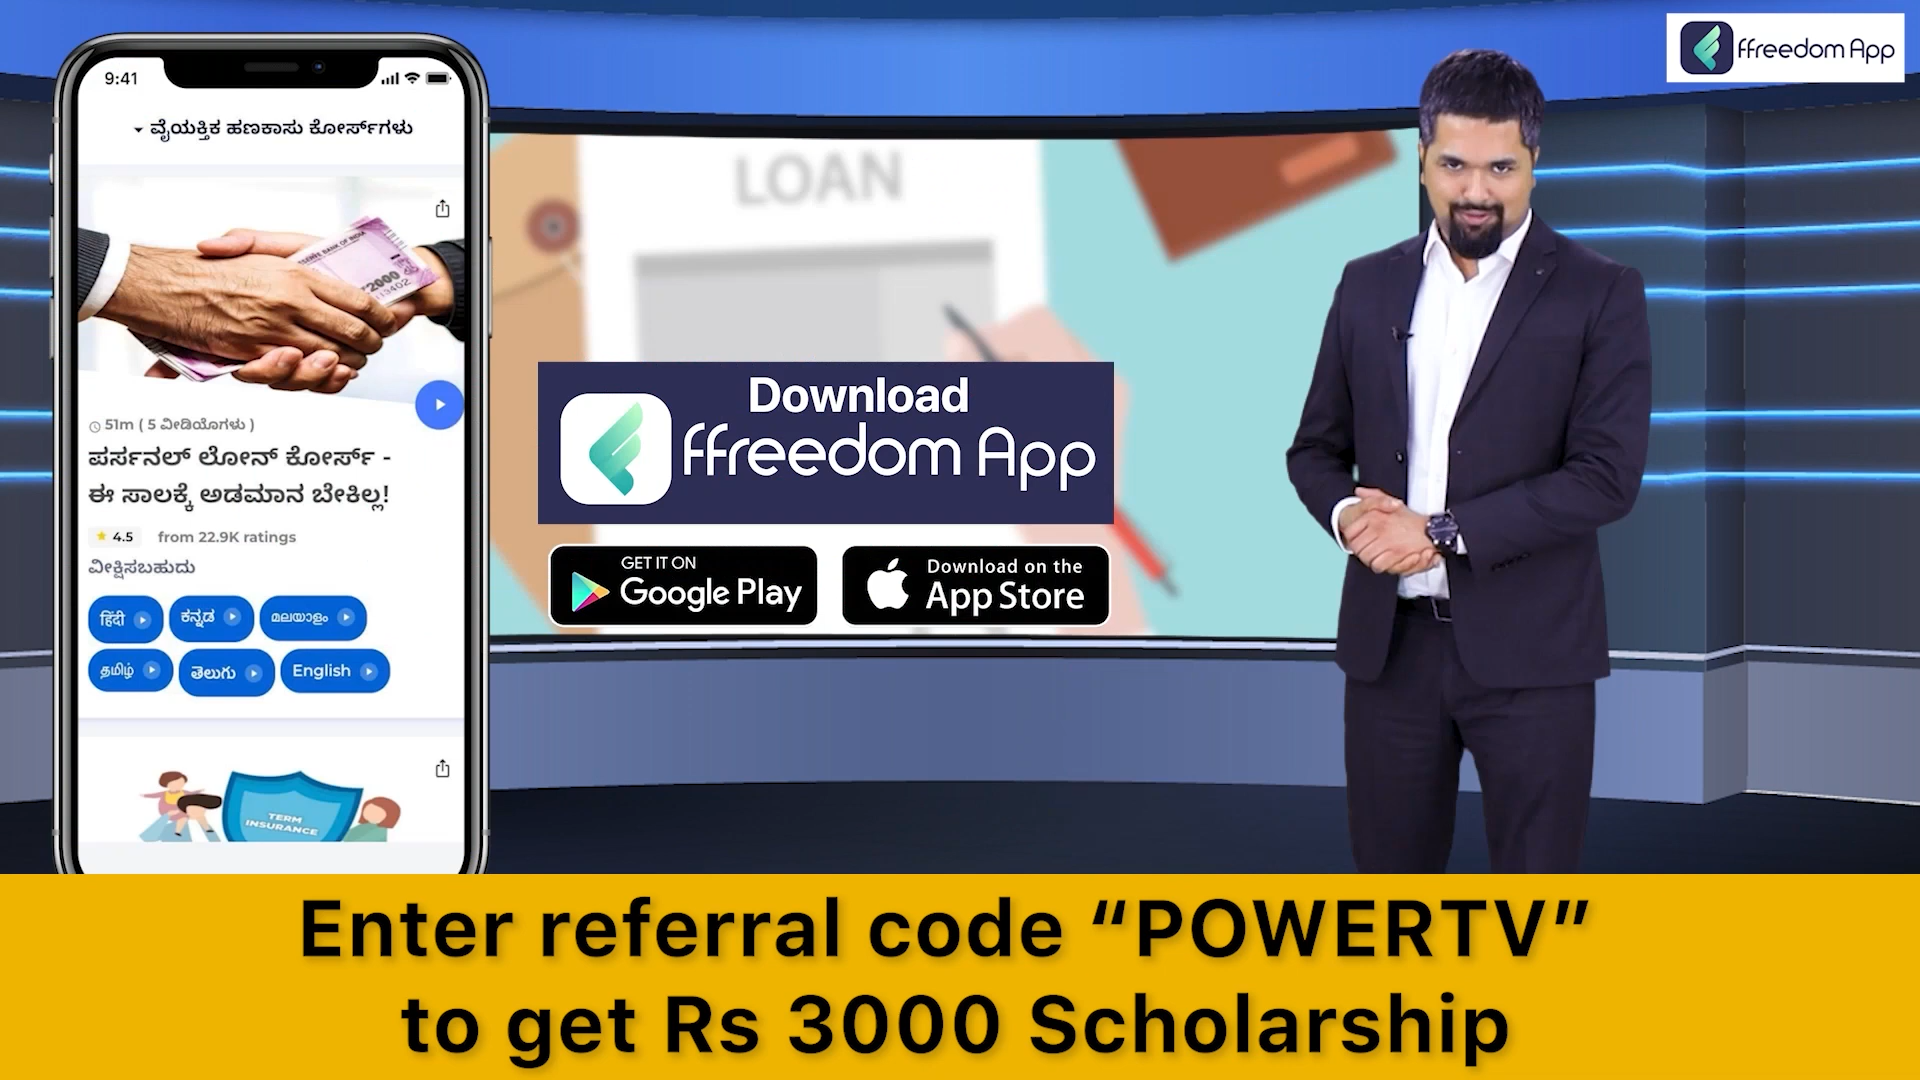 9:41
ವೈಯಕ್ತಿಕ ಹಣಕಾಸು ಕೋರ್ಸ್‌ಗಳು
2000
51m ( 5 ವೀಡಿಯೊಗಳು )
ಪರ್ಸನಲ್ ಲೋನ್ ಕೋರ್ಸ್ -
ಈ ಸಾಲಕ್ಕೆ ಅಡಮಾನ ಬೇಕಿಲ್ಲ!
4.5 from 22.9K ratings
ವೀಕ್ಷಿಸಬಹುದು
हिंदी ಕನ್ನಡ മലയാളം
தமிழ் తెలుగు English
TERM
INSURANCE
LOAN
Download
ffreedom App
GET IT ON
Google Play
Download on the
App Store
ffreedom App
Enter referral code “POWERTV”
to get Rs 3000 Scholarship